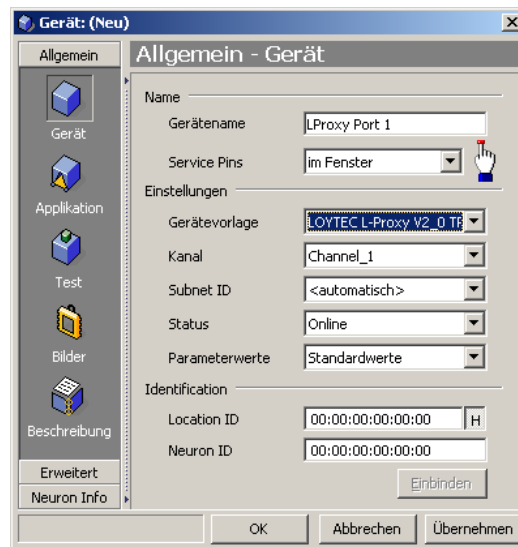 Gerät: (Neu)
Allgemein
Gerät
Applikation
Test
Bilder
Beschreibung
Erweitert
Neuron Info
Allgemein - Gerät
Name
Gerätename LProxy Port 1
Service Pins im Fenster
Einstellungen
Gerätevorlage LOYTEC L-Proxy V2_0
Kanal Channel_1
Subnet ID <automatisch>
Status Online
Parameterwerte Standardwerte
Identification
Location ID 00:00:00:00:00:00 H
Neuron ID 00:00:00:00:00:00
Einbinden
OK Abbrechen Übernehmen